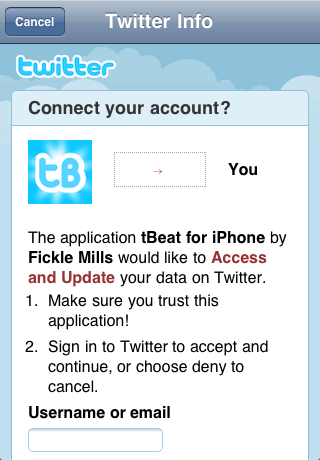 Cancel Twitter Info
twitter
Connect your account?
tB → You
The application tBeat for iPhone by
Fickle Mills would like to Access
and Update your data on Twitter.
1. Make sure you trust this
application!
2. Sign in to Twitter to accept and
continue, or choose deny to
cancel.
Username or email